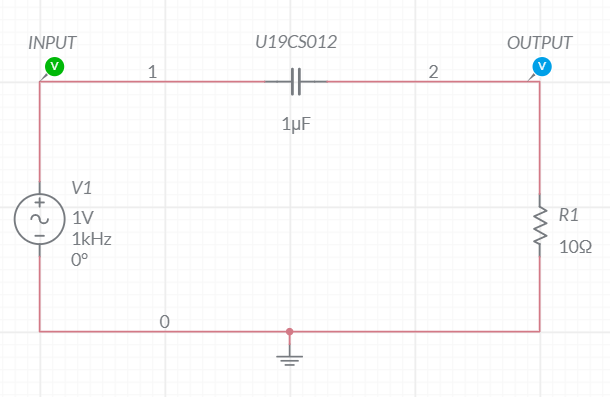 INPUT
U19CS012
OUTPUT
V
V
1
2
1µF
V1
1V
1kHz
0°
R1
10Ω
0